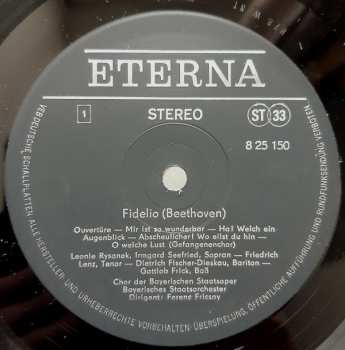 ETERNA
1
STEREO
ST 33
8 25 150
Fidelio (Beethoven)
Ouvertüre — Mir ist so wunderbar — Ha! Welch ein
Augenblick — Abscheulicher! Wo eilst du hin —
O welche Lust (Gefangenenchor)
Leonie Rysanek, Irmgard Seefried, Sopran — Friedrich
Lenz, Tenor — Dietrich Fischer-Dieskau, Bariton —
Gottlob Frick, Baß
Chor der Bayerischen Staatsoper
Bayerisches Staatsorchester
Dirigent: Ferenc Fricsay
VEB DEUTSCHE SCHALLPLATTEN ALLE HERSTELLER- UND URHEBERRECHTE VORBEHALTEN · ÜBERSPIELUNG, ÖFFENTLICHE AUFFÜHRUNG UND RUNDFUNKSENDUNG VERBOTEN